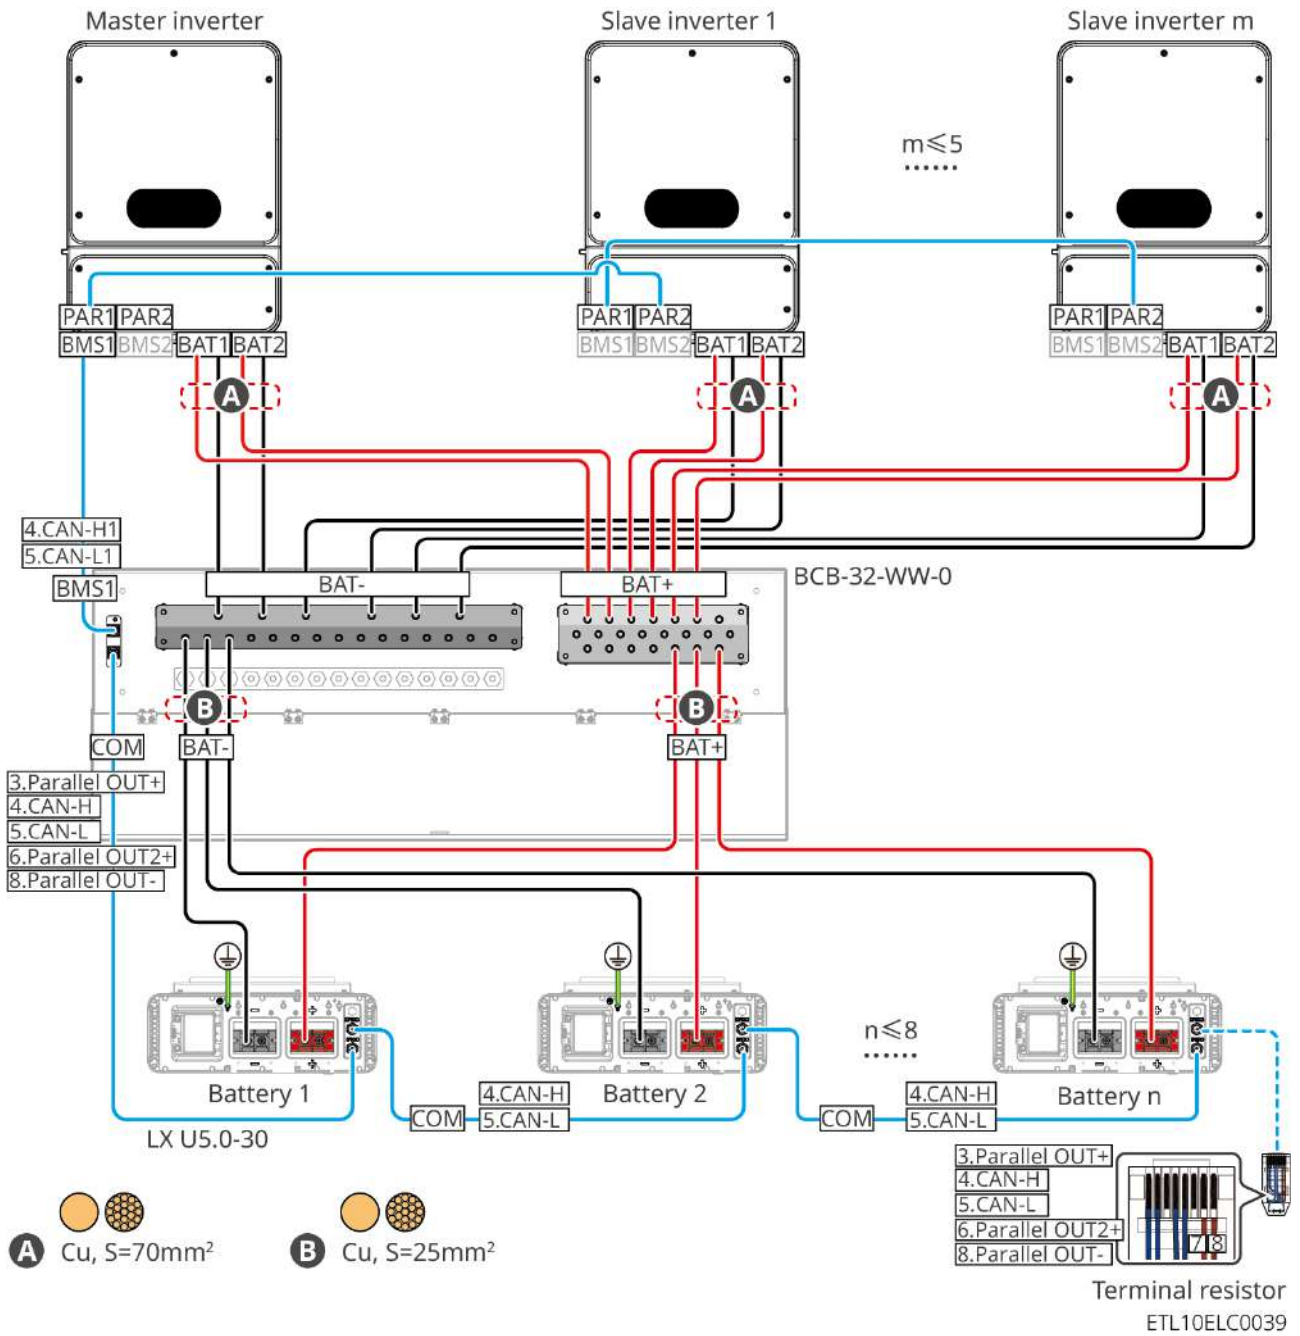 Master inverter
Slave inverter 1
Slave inverter m
m≤5
......
PAR1 PAR2
BMS1 BMS2 BAT1 BAT2
PAR1 PAR2
BMS1 BMS2 BAT1 BAT2
PAR1 PAR2
BMS1 BMS2 BAT1 BAT2
A
A
A
4.CAN-H1
5.CAN-L1
BMS1
BAT-
BAT+
BCB-32-WW-0
B
B
COM
BAT-
BAT+
3.Parallel OUT+
4.CAN-H
5.CAN-L
6.Parallel OUT2+
8.Parallel OUT-
- +
- +
- +
- +
- +
- +
n≤8
......
Battery 1
Battery 2
Battery n
LX U5.0-30
COM
4.CAN-H
5.CAN-L
COM
4.CAN-H
5.CAN-L
3.Parallel OUT+
4.CAN-H
5.CAN-L
6.Parallel OUT2+
8.Parallel OUT-
7 8
Terminal resistor
A Cu, S=70mm²
B Cu, S=25mm²
ETL10ELC0039